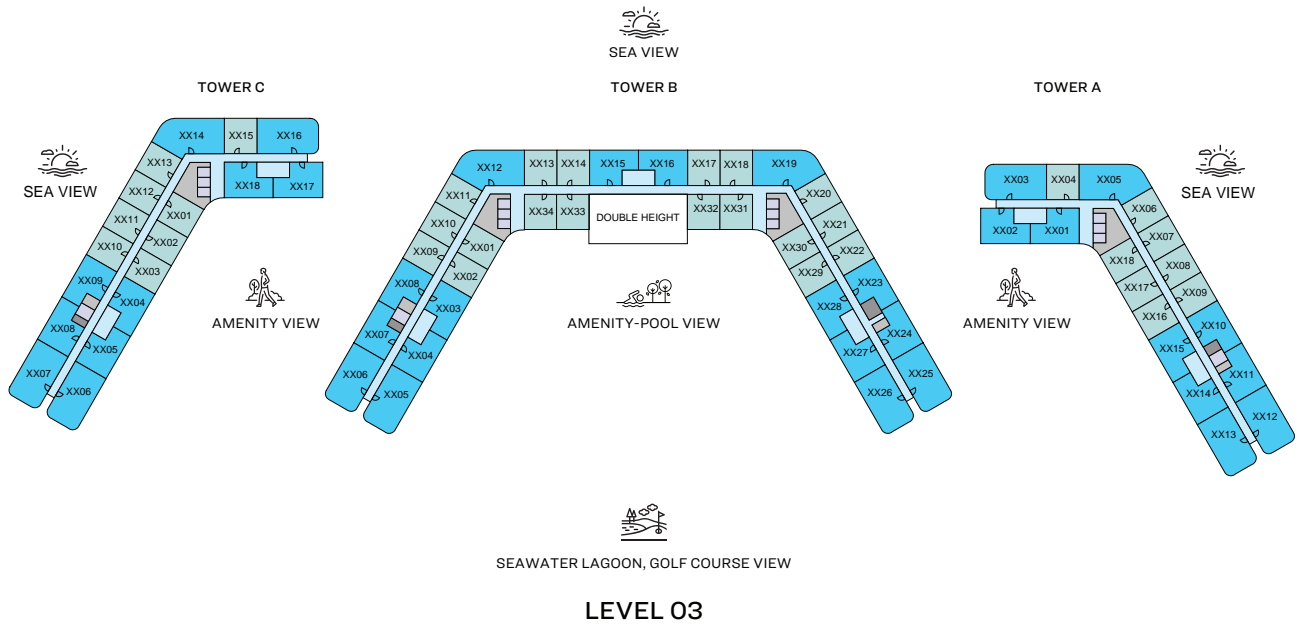 SEA VIEW
TOWER C
TOWER B
TOWER A
SEA VIEW
SEA VIEW
XX14
XX15
XX16
XX13
XX18
XX17
XX12
XX01
XX11
XX02
XX10
XX03
XX09
XX04
XX08
XX05
XX07
XX06
AMENITY VIEW
XX12
XX13
XX14
XX15
XX16
XX17
XX18
XX19
XX11
XX20
XX10
XX34
XX33
DOUBLE HEIGHT
XX32
XX31
XX21
XX09
XX01
XX30
XX22
XX02
XX29
XX08
XX23
XX03
XX28
XX07
XX24
XX04
XX27
XX06
XX25
XX05
XX26
AMENITY-POOL VIEW
XX03
XX04
XX05
XX02
XX01
XX06
XX07
XX18
XX08
XX17
XX09
XX16
XX10
XX15
XX11
XX14
XX12
XX13
AMENITY VIEW
SEAWATER LAGOON, GOLF COURSE VIEW
LEVEL 03